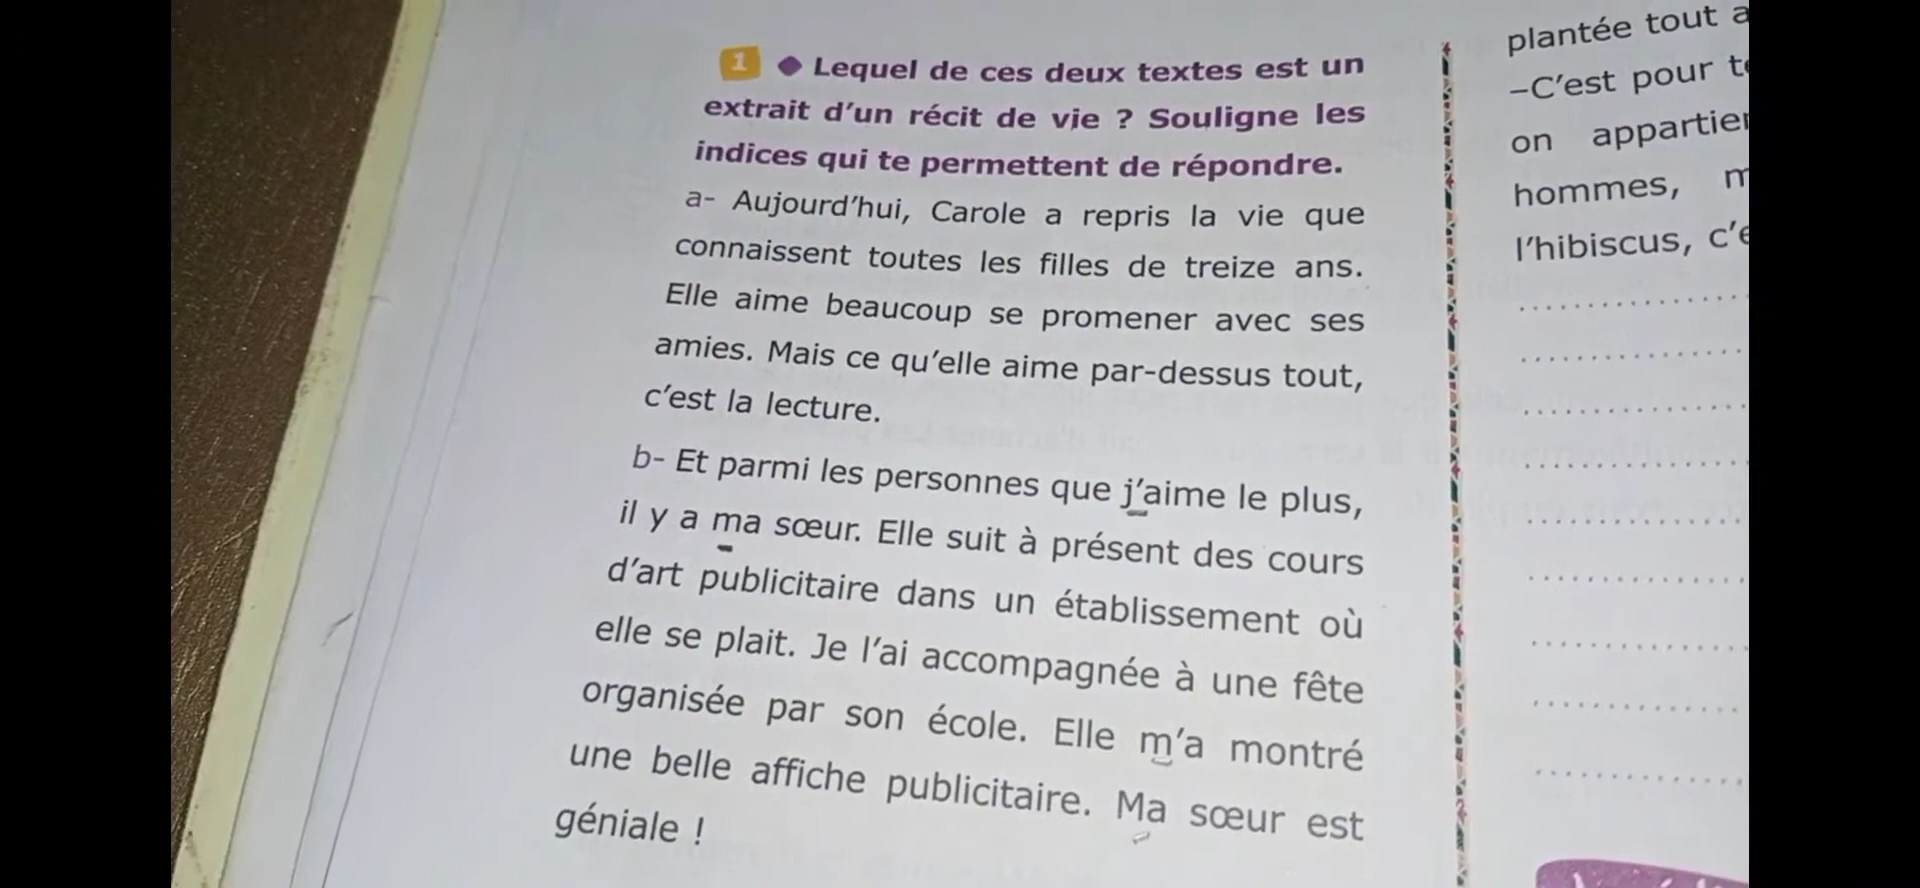 1 ◆ Lequel de ces deux textes est un
extrait d'un récit de vie ? Souligne les
indices qui te permettent de répondre.
a- Aujourd'hui, Carole a repris la vie que
connaissent toutes les filles de treize ans.
Elle aime beaucoup se promener avec ses
amies. Mais ce qu'elle aime par-dessus tout,
c'est la lecture.
b- Et parmi les personnes que j'aime le plus,
il y a ma sœur. Elle suit à présent des cours
d'art publicitaire dans un établissement où
elle se plait. Je l'ai accompagnée à une fête
organisée par son école. Elle m'a montré
une belle affiche publicitaire. Ma sœur est
géniale !
plantée tout
–C'est pour
on
hommes,
l'hibiscus,